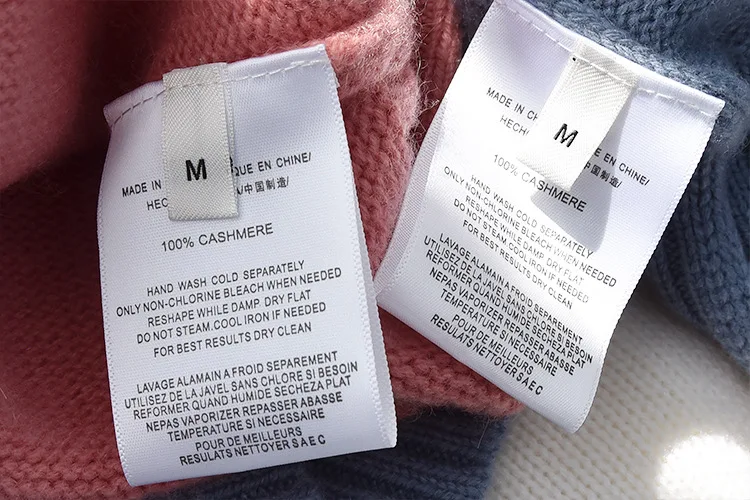 M
MADE IN QUE EN CHINE/
HEC /中国制造/
100% CASHMERE
HAND WASH COLD SEPARATELY
ONLY NON-CHLORINE BLEACH WHEN NEEDED
RESHAPE WHILE DAMP DRY FLAT
DO NOT STEAM.COOL IRON IF NEEDED
FOR BEST RESULTS DRY CLEAN
LAVAGE ALAMAIN A FROID SEPAREMENT
UTILISEZ DE LA JAVEL SANS CHLORE SI BESOIN
REFORMER QUAND HUMIDE SECHEZA PLAT
NEPAS VAPORIZER REPASSER ABASSE
TEMPERATURE SI NECESSAIRE
POUR DE MEILLEURS
RESULATS NETTOYER S A E C
M
MADE IN CH EN CHINE/
HECH 中国制造/
100% CASHMERE
HAND WASH COLD SEPARATELY
ONLY NON-CHLORINE BLEACH WHEN NEEDED
RESHAPE WHILE DAMP DRY FLAT
DO NOT STEAM.COOL IRON IF NEEDED
FOR BEST RESULTS DRY CLEAN
LAVAGE ALAMAIN A FROID SEPAREMENT
UTILISEZ DE LA JAVEL SANS CHLORE SI BESOIN
REFORMER QUAND HUMIDE SECHEZA PLAT
NEPAS VAPORIZER REPASSER ABASSE
TEMPERATURE SI NECESSAIRE
POUR DE MEILLEURS
RESULATS NETTOYER S A E C